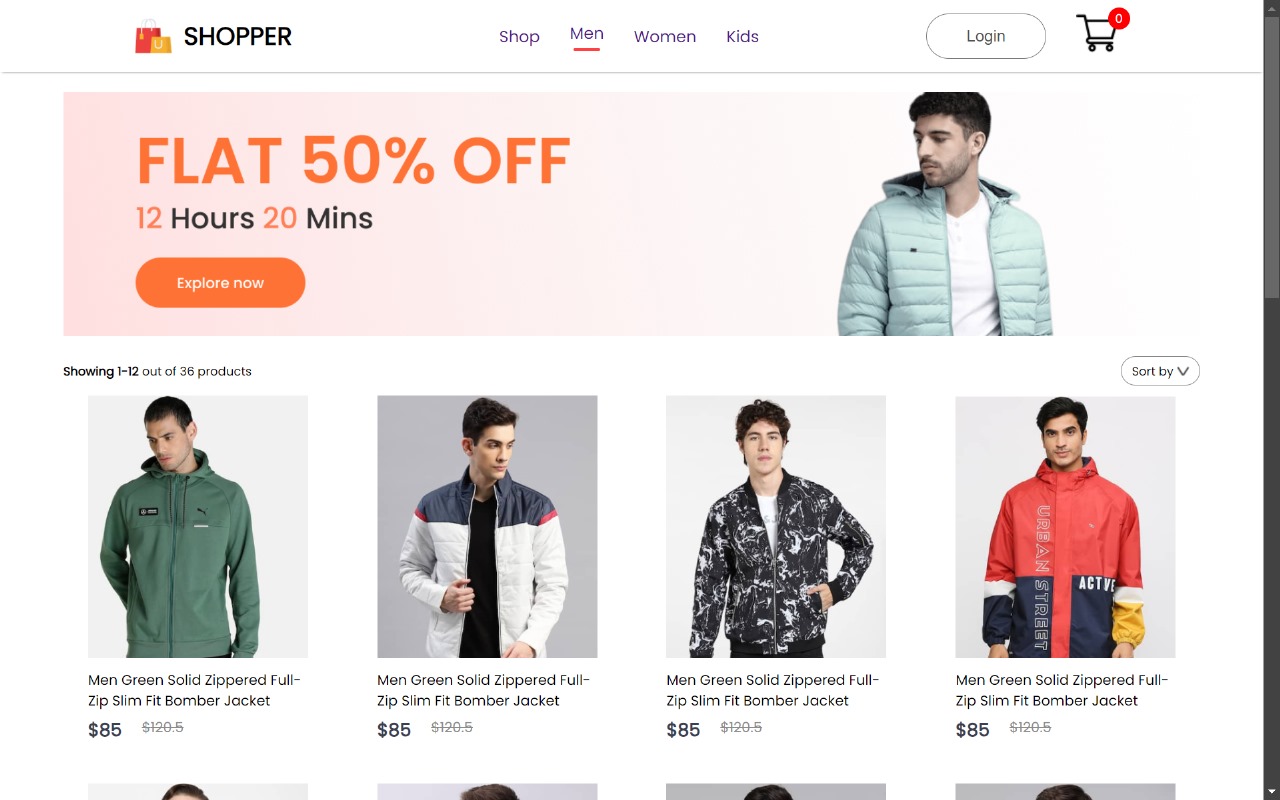 SHOPPER
Shop Men Women Kids
Login
0
FLAT 50% OFF
12 Hours 20 Mins
Explore now
Showing 1-12 out of 36 products
Sort by
URBAN STREET
ACTIVE
Men Green Solid Zippered Full-
Zip Slim Fit Bomber Jacket
$85 $120.5
Men Green Solid Zippered Full-
Zip Slim Fit Bomber Jacket
$85 $120.5
Men Green Solid Zippered Full-
Zip Slim Fit Bomber Jacket
$85 $120.5
Men Green Solid Zippered Full-
Zip Slim Fit Bomber Jacket
$85 $120.5